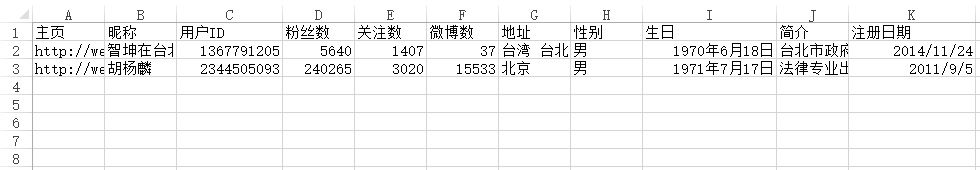 A B C D E F G H I J K
1 主页 昵称 用户ID 粉丝数 关注数 微博数 地址 性别 生日 简介 注册日期
2 http://we 智坤在台北 1367791205 5640 1407 37 台湾 台北 男 1970年6月18日 台北市政府 2014/11/24
3 http://we 胡杨麟 2344505093 240265 3020 15533 北京 男 1971年7月17日 法律专业出 2011/9/5
4
5
6
7
8